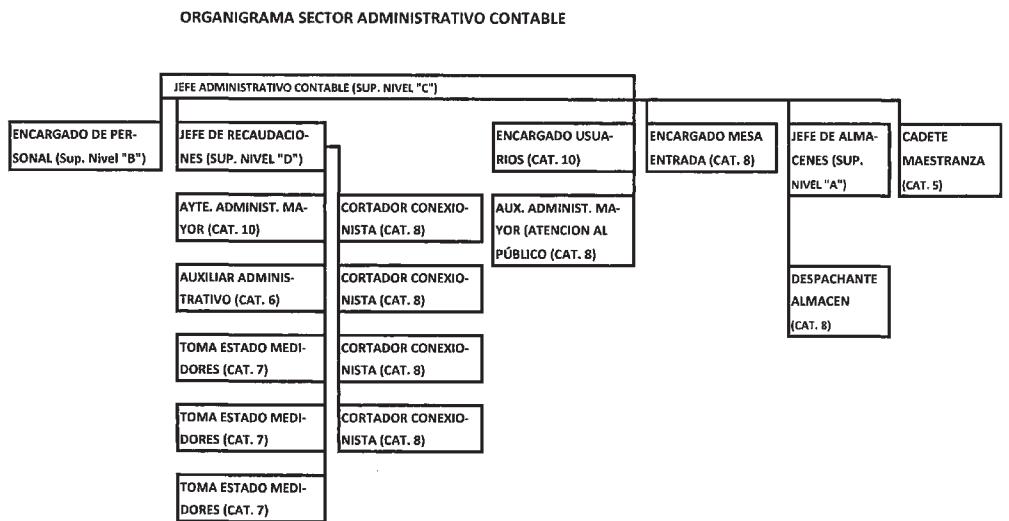 ORGANIGRAMA SECTOR ADMINISTRATIVO CONTABLE
JEFE ADMINISTRATIVO CONTABLE (SUP. NIVEL "C")
ENCARGADO DE PER-
SONAL (Sup. Nivel "B")
JEFE DE RECAUDACIO-
NES (SUP. NIVEL "D")
ENCARGADO USUA-
RIOS (CAT. 10)
ENCARGADO MESA
ENTRADA (CAT. 8)
JEFE DE ALMA-
CENES (SUP.
NIVEL "A")
CADETE
MAESTRANZA
(CAT. 5)
AYTE. ADMINIST. MA-
YOR (CAT. 10)
CORTADOR CONEXIO-
NISTA (CAT. 8)
AUX. ADMINIST. MA-
YOR (ATENCION AL
PÚBLICO (CAT. 8)
AUXILIAR ADMINIS-
TRATIVO (CAT. 6)
CORTADOR CONEXIO-
NISTA (CAT. 8)
DESPACHANTE
ALMACEN
(CAT. 8)
TOMA ESTADO MEDI-
DORES (CAT. 7)
CORTADOR CONEXIO-
NISTA (CAT. 8)
TOMA ESTADO MEDI-
DORES (CAT. 7)
CORTADOR CONEXIO-
NISTA (CAT. 8)
TOMA ESTADO MEDI-
DORES (CAT. 7)